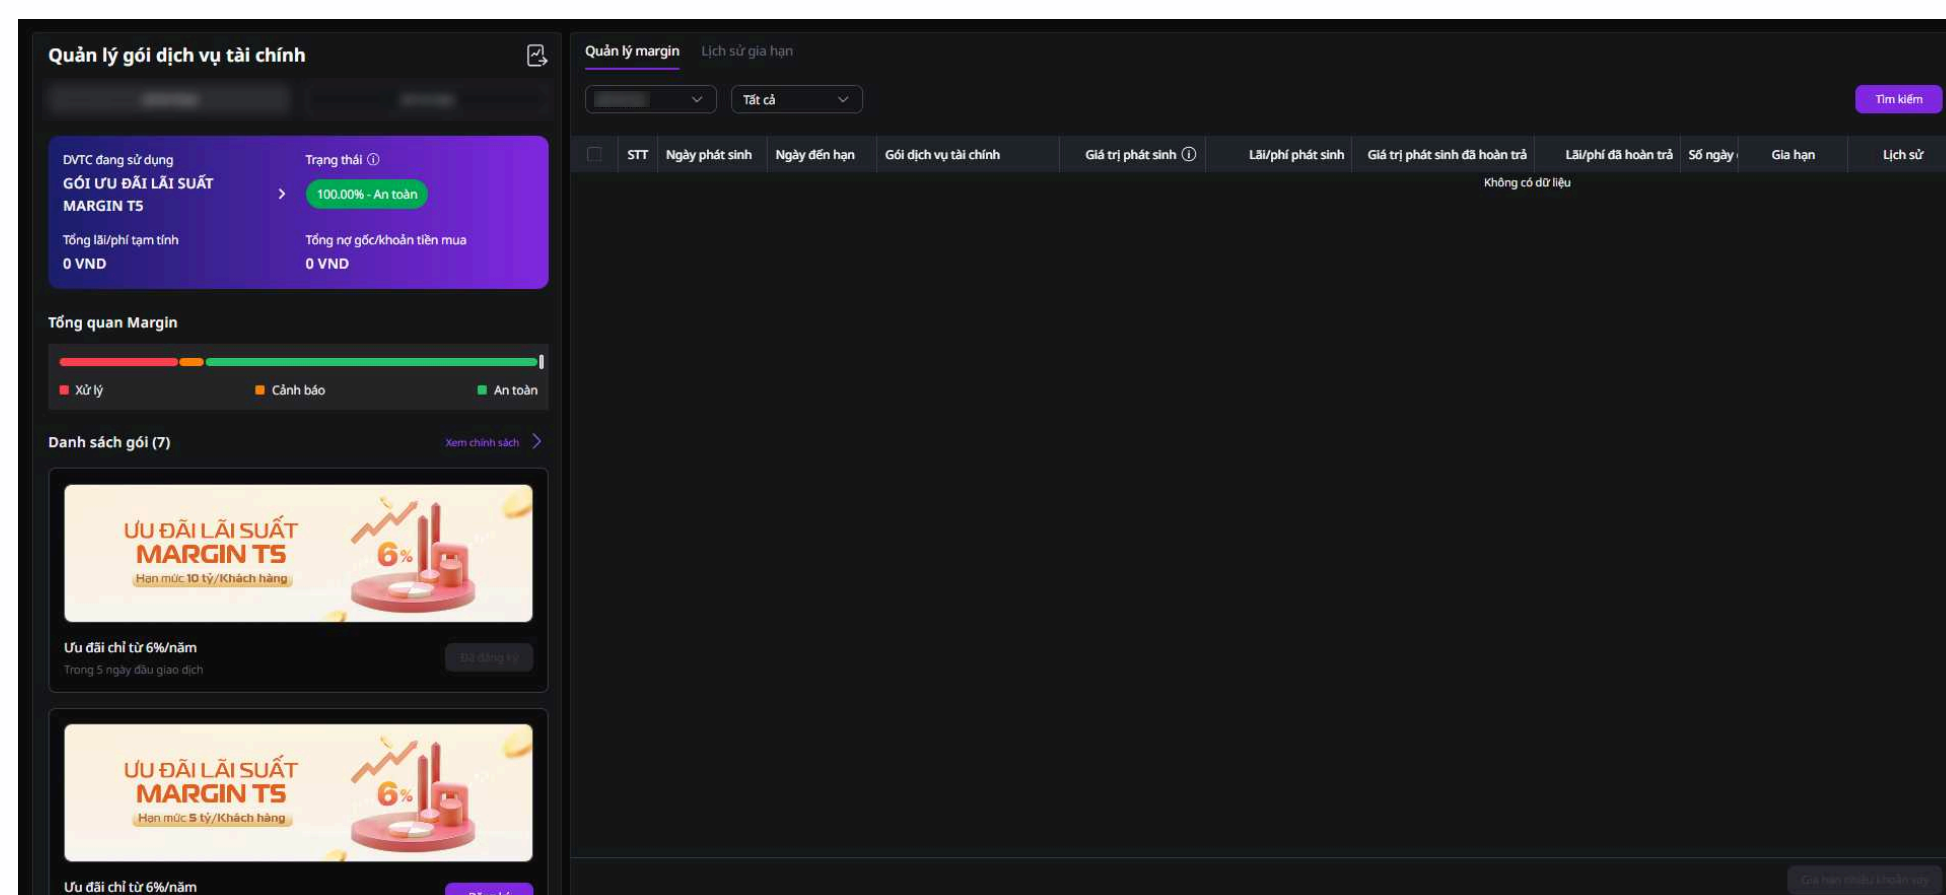 Quản lý gói dịch vụ tài chính
DVTC đang sử dụng
GÓI ƯU ĐÃI LÃI SUẤT
MARGIN T5
Trạng thái
100.00% - An toàn
Tổng lãi/phí tạm tính
0 VND
Tổng nợ gốc/khoản tiền mua
0 VND
Tổng quan Margin
Xử lý
Cảnh báo
An toàn
Danh sách gói (7)
Xem chính sách
ƯU ĐÃI LÃI SUẤT
MARGIN T5
Hạn mức 10 tỷ/Khách hàng
6%
Ưu đãi chỉ từ 6%/năm
Trong 5 ngày đầu giao dịch
Đã đăng ký
ƯU ĐÃI LÃI SUẤT
MARGIN T5
Hạn mức 5 tỷ/Khách hàng
6%
Ưu đãi chỉ từ 6%/năm
Quản lý margin
Lịch sử gia hạn
Tất cả
Tìm kiếm
STT
Ngày phát sinh
Ngày đến hạn
Gói dịch vụ tài chính
Giá trị phát sinh
Lãi/phí phát sinh
Giá trị phát sinh đã hoàn trả
Lãi/phí đã hoàn trả
Số ngày
Gia hạn
Lịch sử
Không có dữ liệu
Gia hạn nhiều khoản vay